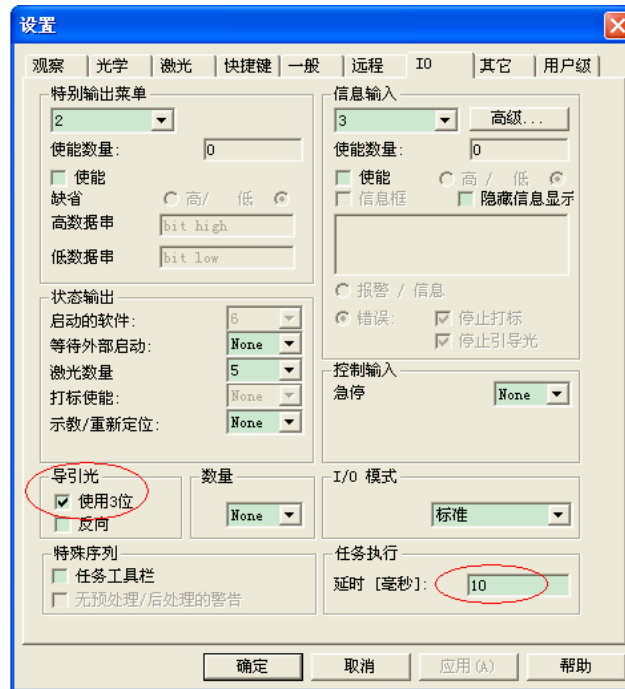 设置
观察 光学 激光 快捷键 一般 远程 IO 其它 用户级
特别输出菜单
2
使能数量: 0
使能
缺省 高/ 低
高数据串 bit high
低数据串 bit low
信息输入
3 高级...
使能数量: 0
使能 高 / 低
信息框 隐藏信息显示
报警 / 信息
错误: 停止打标
停止引导光
状态输出
启动的软件: 6
等待外部启动: None
激光数量 5
打标使能: None
示教/重新定位: None
控制输入
急停 None
导引光
使用3位
反向
数量
None
I/0 模式
标准
特殊序列
任务工具栏
无预处理/后处理的警告
任务执行
延时 [毫秒]: 10
确定 取消 应用(A) 帮助